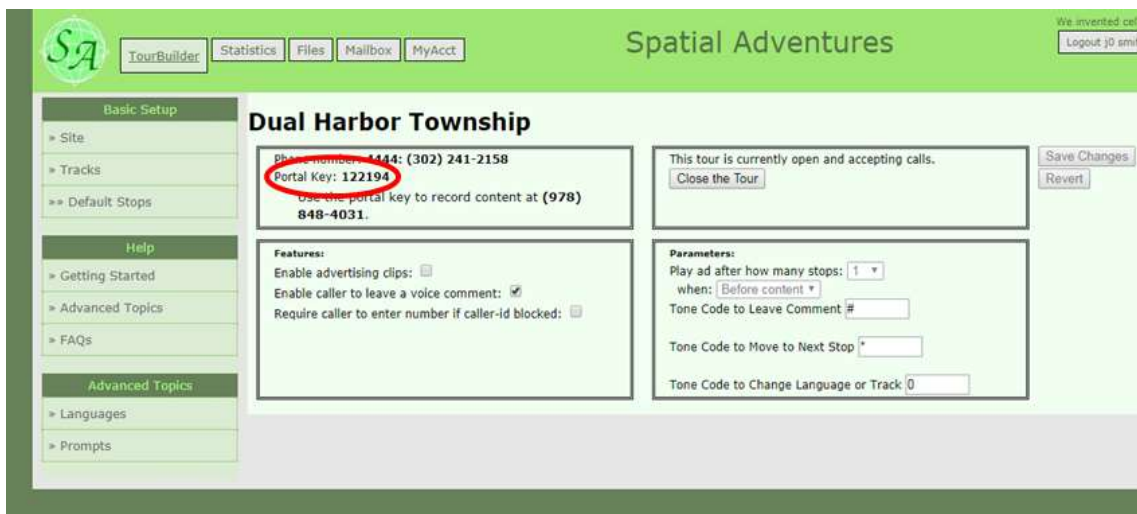 We invented cel
SA
TourBuilder Statistics Files Mailbox MyAcct
Spatial Adventures
Logout j0 smi
Basic Setup
» Site
» Tracks
»» Default Stops
Help
» Getting Started
» Advanced Topics
» FAQs
Advanced Topics
» Languages
» Prompts
Dual Harbor Township
Phone number: 4444: (302) 241-2158
Portal Key: 122194
Use the portal key to record content at (978)
848-4031.
This tour is currently open and accepting calls.
Close the Tour
Save Changes
Revert
Features:
Enable advertising clips:
Enable caller to leave a voice comment:
Require caller to enter number if caller-id blocked:
Parameters:
Play ad after how many stops: 1
when: Before content
Tone Code to Leave Comment #
Tone Code to Move to Next Stop *
Tone Code to Change Language or Track 0